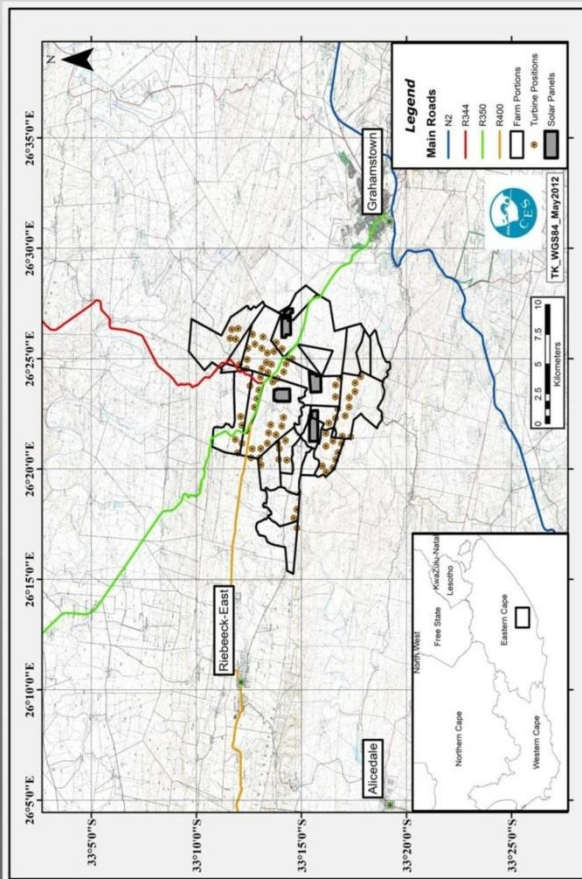 N
26°5'0"E
26°10'0"E
26°15'0"E
26°20'0"E
26°25'0"E
26°30'0"E
26°35'0"E
33°5'0"S
33°10'0"S
33°15'0"S
33°20'0"S
33°25'0"S
Riebeeck-East
Alicedale
Grahamstown
North West
Free State
KwaZulu-Natal
Lesotho
Northern Cape
Eastern Cape
Western Cape
0 2.5 5 7.5 10
Kilometers
CES
TK_WGS84_May2012
Legend
Main Roads
N2
R344
R350
R400
Farm Portions
Turbine Positions
Solar Panels